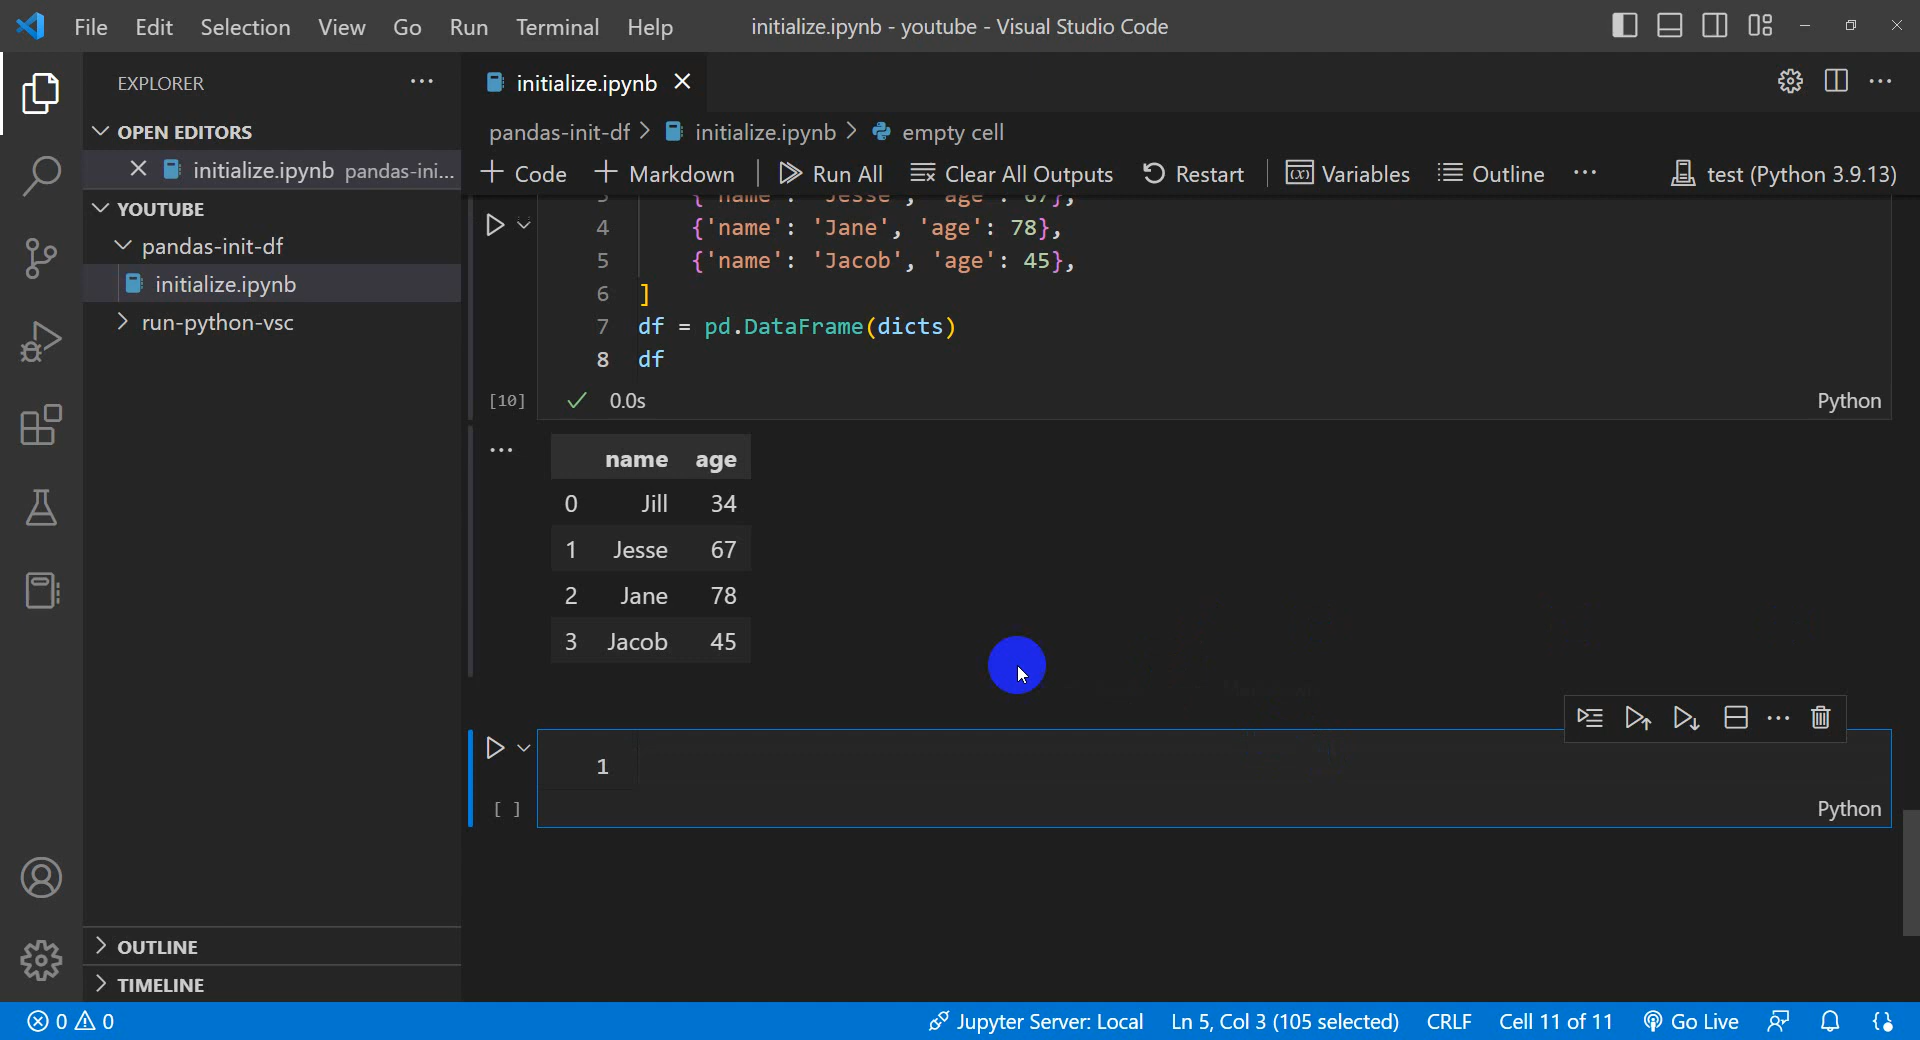 File Edit Selection View Go Run Terminal Help initialize.ipynb - youtube - Visual Studio Code
EXPLORER
initialize.ipynb
OPEN EDITORS
pandas-init-df > initialize.ipynb > empty cell
initialize.ipynb pandas-ini...
Code Markdown Run All Clear All Outputs Restart Variables Outline ... test (Python 3.9.13)
YOUTUBE
pandas-init-df
initialize.ipynb
run-python-vsc
4 {'name': 'Jane', 'age': 78},
5 {'name': 'Jacob', 'age': 45},
6 ]
7 df = pd.DataFrame(dicts)
8 df
[10] 0.0s Python
name age
0 Jill 34
1 Jesse 67
2 Jane 78
3 Jacob 45
1
[ ] Python
OUTLINE
TIMELINE
0 0 Jupyter Server: Local Ln 5, Col 3 (105 selected) CRLF Cell 11 of 11 Go Live